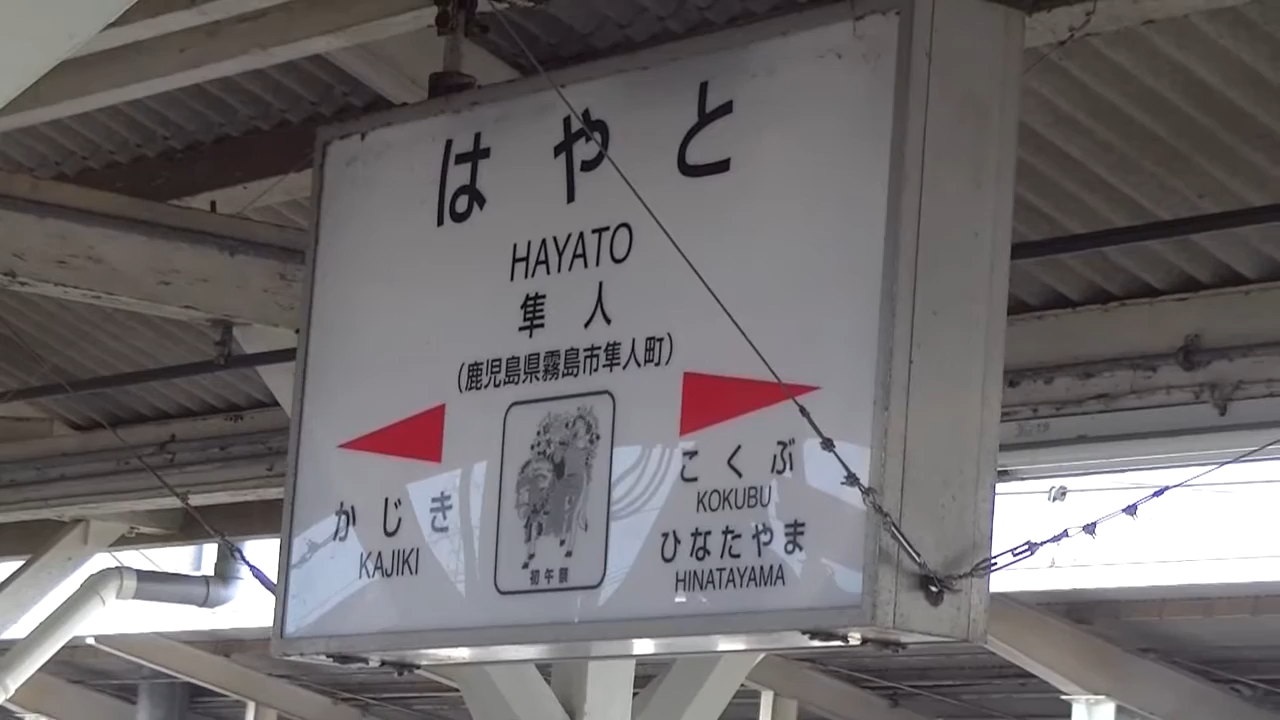 はやと
HAYATO
隼人
(鹿児島県霧島市隼人町)
かじき
KAJIKI
初午祭
こくぶ
KOKUBU
ひなたやま
HINATAYAMA